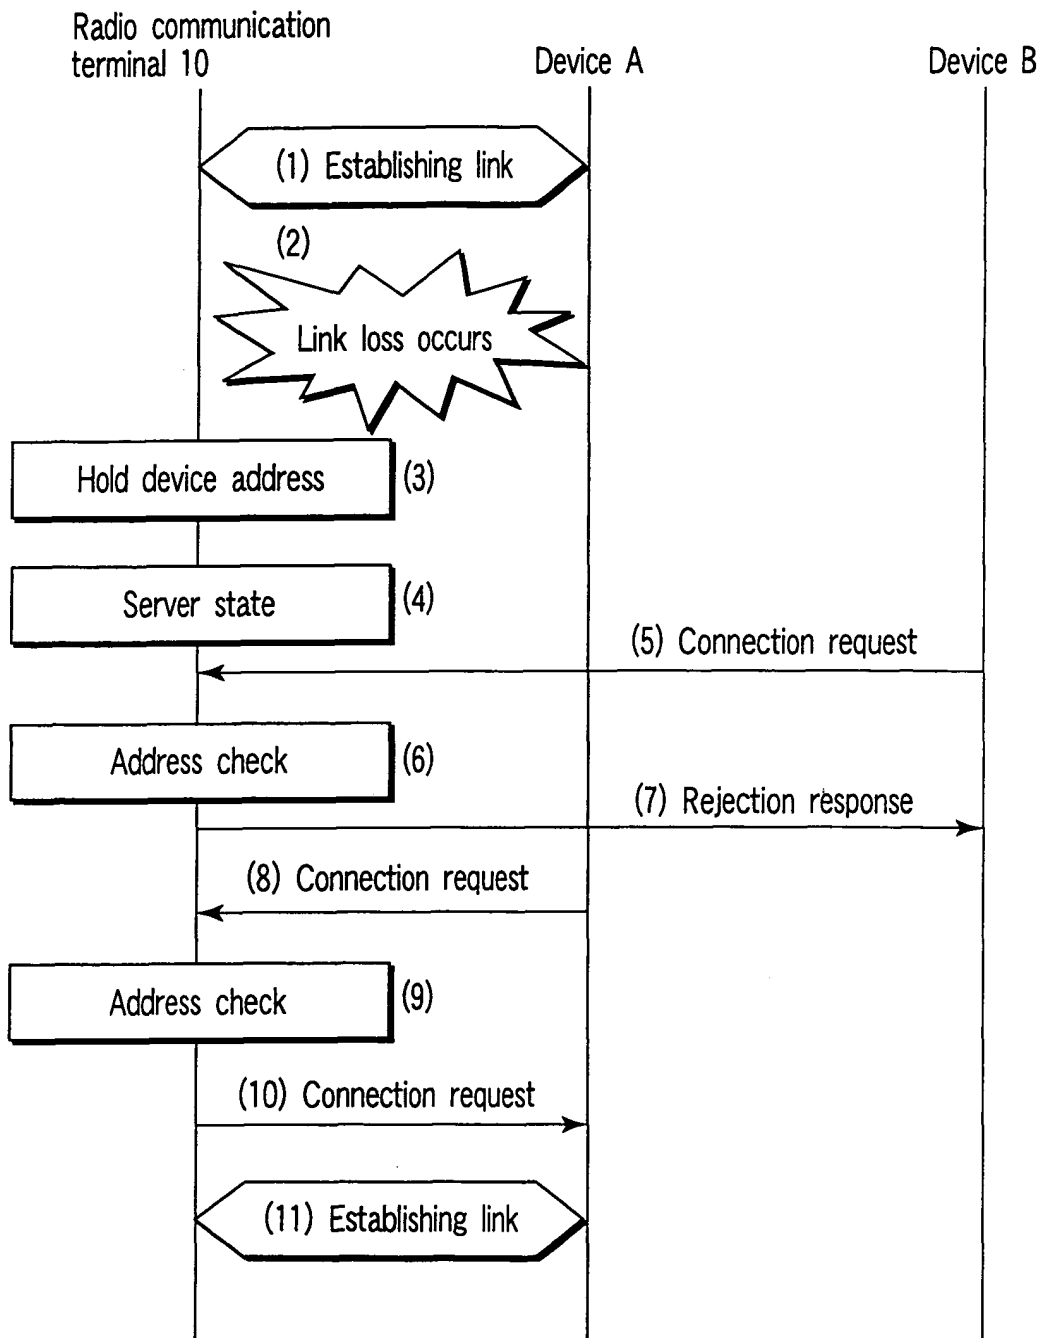 Radio communication
terminal 10
Device A
Device B
(1) Establishing link
(2)
Link loss occurs
Hold device address
(3)
Server state
(4)
(5) Connection request
Address check
(6)
(7) Rejection response
(8) Connection request
Address check
(9)
(10) Connection request
(11) Establishing link